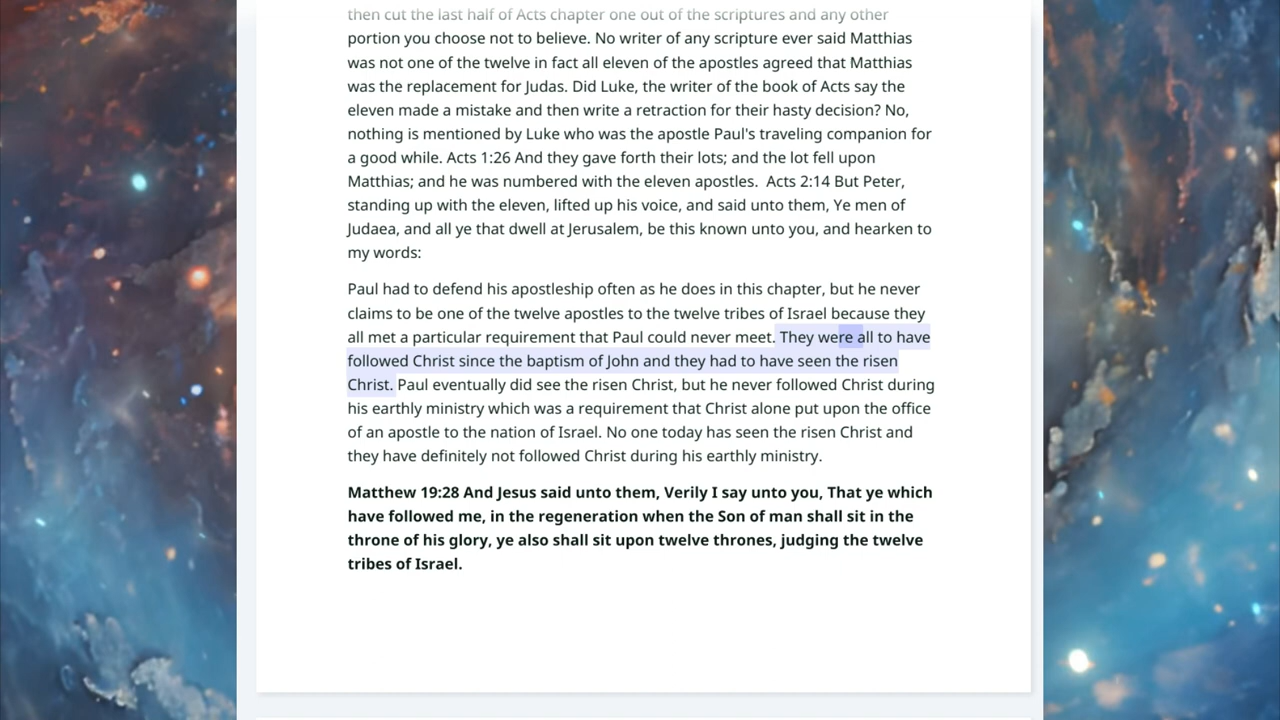 then cut the last half of Acts chapter one out of the scriptures and any other
portion you choose not to believe. No writer of any scripture ever said Matthias
was not one of the twelve in fact all eleven of the apostles agreed that Matthias
was the replacement for Judas. Did Luke, the writer of the book of Acts say the
eleven made a mistake and then write a retraction for their hasty decision? No,
nothing is mentioned by Luke who was the apostle Paul's traveling companion for
a good while. Acts 1:26 And they gave forth their lots; and the lot fell upon
Matthias; and he was numbered with the eleven apostles.  Acts 2:14 But Peter,
standing up with the eleven, lifted up his voice, and said unto them, Ye men of
Judaea, and all ye that dwell at Jerusalem, be this known unto you, and hearken to
my words:
Paul had to defend his apostleship often as he does in this chapter, but he never
claims to be one of the twelve apostles to the twelve tribes of Israel because they
all met a particular requirement that Paul could never meet. They were all to have
followed Christ since the baptism of John and they had to have seen the risen
Christ. Paul eventually did see the risen Christ, but he never followed Christ during
his earthly ministry which was a requirement that Christ alone put upon the office
of an apostle to the nation of Israel. No one today has seen the risen Christ and
they have definitely not followed Christ during his earthly ministry.
Matthew 19:28 And Jesus said unto them, Verily I say unto you, That ye which
have followed me, in the regeneration when the Son of man shall sit in the
throne of his glory, ye also shall sit upon twelve thrones, judging the twelve
tribes of Israel.